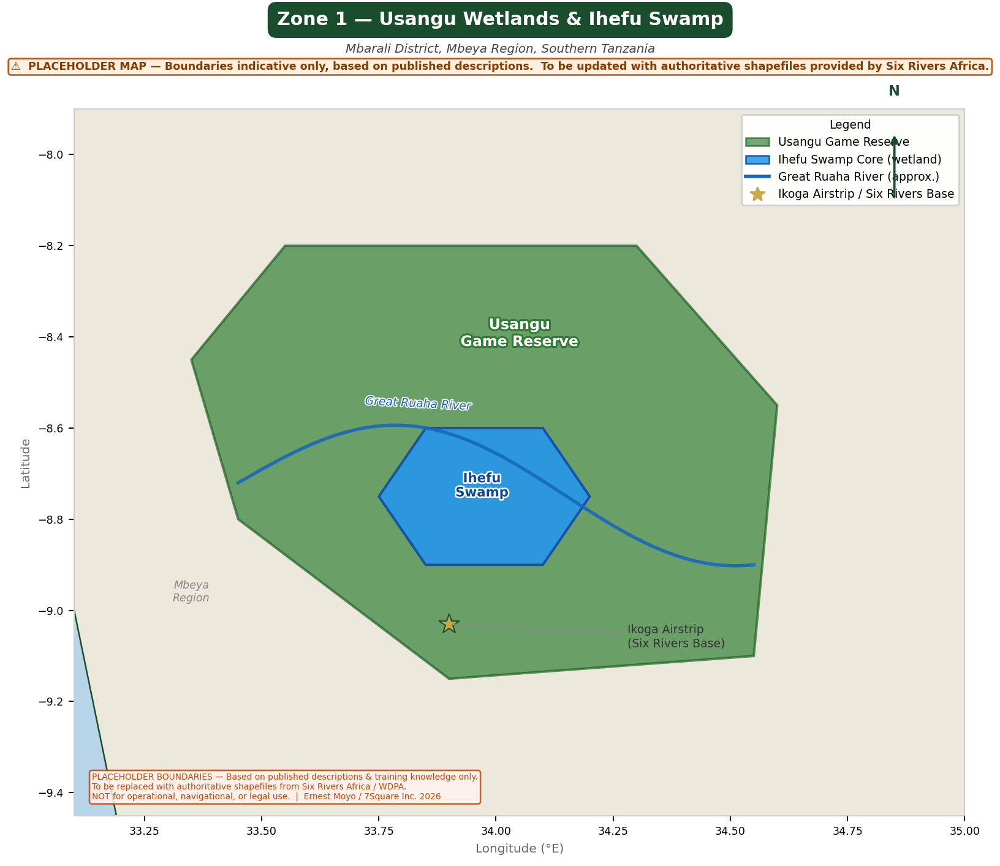 Zone 1 — Usangu Wetlands & Ihefu Swamp
Mbarali District, Mbeya Region, Southern Tanzania
⚠ PLACEHOLDER MAP — Boundaries indicative only, based on published descriptions. To be updated with authoritative shapefiles provided by Six Rivers Africa.
N
Legend
Usangu Game Reserve
Ihefu Swamp Core (wetland)
Great Ruaha River (approx.)
Ikoga Airstrip / Six Rivers Base
−8.0
−8.2
−8.4
−8.6
−8.8
−9.0
−9.2
−9.4
Latitude
Usangu
Game Reserve
Great Ruaha River
Ihefu
Swamp
Mbeya
Region
Ikoga Airstrip
(Six Rivers Base)
PLACEHOLDER BOUNDARIES — Based on published descriptions & training knowledge only.
To be replaced with authoritative shapefiles from Six Rivers Africa / WDPA.
NOT for operational, navigational, or legal use. | Ernest Moyo / 7Square Inc. 2026
33.25 33.50 33.75 34.00 34.25 34.50 34.75 35.00
Longitude (°E)